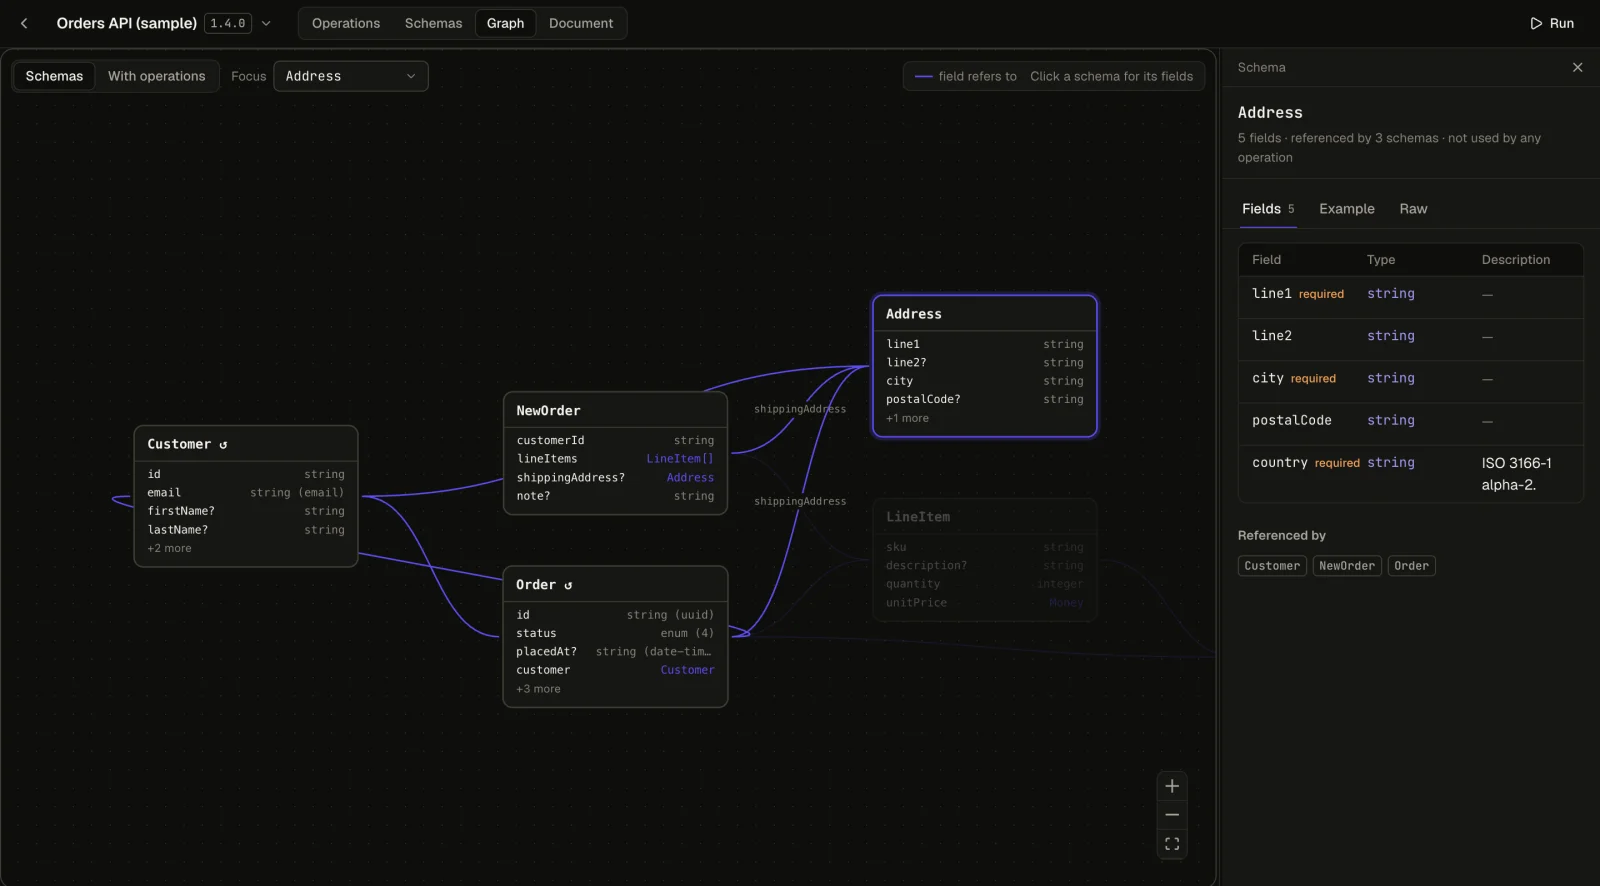 Orders API (sample) 1.4.0
Operations Schemas Graph Document
Run
Schemas With operations Focus Address
field refers to Click a schema for its fields
Customer ↺
id string
email string (email)
firstName? string
lastName? string
+2 more
NewOrder
customerId string
lineItems LineItem[]
shippingAddress? Address
note? string
Order ↺
id string (uuid)
status enum (4)
placedAt? string (date-tim…
customer Customer
+3 more
shippingAddress
shippingAddress
Address
line1 string
line2? string
city string
postalCode? string
+1 more
LineItem
sku string
description? string
quantity integer
unitPrice Money
Schema
Address
5 fields · referenced by 3 schemas · not used by any
operation
Fields 5 Example Raw
Field Type Description
line1 required string —
line2 string —
city required string —
postalCode string —
country required string ISO 3166-1
alpha-2.
Referenced by
Customer NewOrder Order